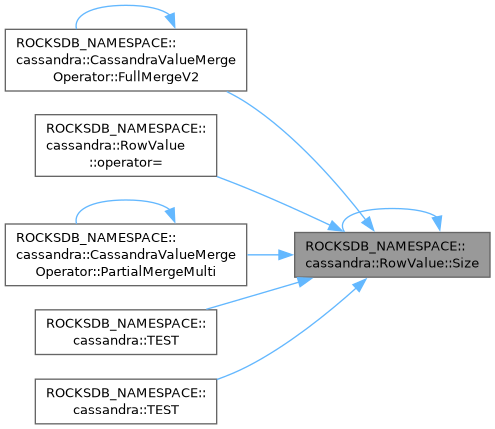 ROCKSDB_NAMESPACE::
cassandra::CassandraValueMerge
Operator::FullMergeV2
ROCKSDB_NAMESPACE::
cassandra::RowValue
::operator=
ROCKSDB_NAMESPACE::
cassandra::CassandraValueMerge
Operator::PartialMergeMulti
ROCKSDB_NAMESPACE::
cassandra::RowValue::Size
ROCKSDB_NAMESPACE::
cassandra::TEST
ROCKSDB_NAMESPACE::
cassandra::TEST